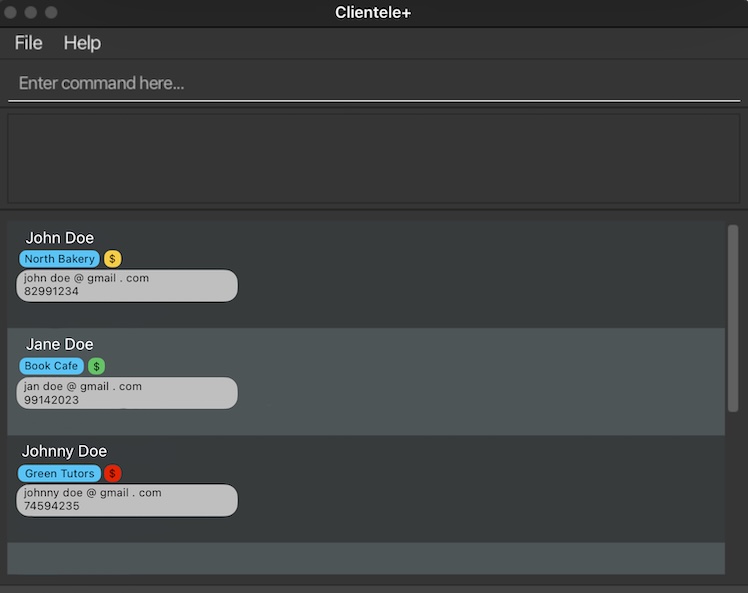 Clientele+
File Help
Enter command here...
John Doe
North Bakery $
john doe @ gmail . com
82991234
Jane Doe
Book Cafe $
jan doe @ gmail . com
99142023
Johnny Doe
Green Tutors $
johnny doe @ gmail . com
74594235